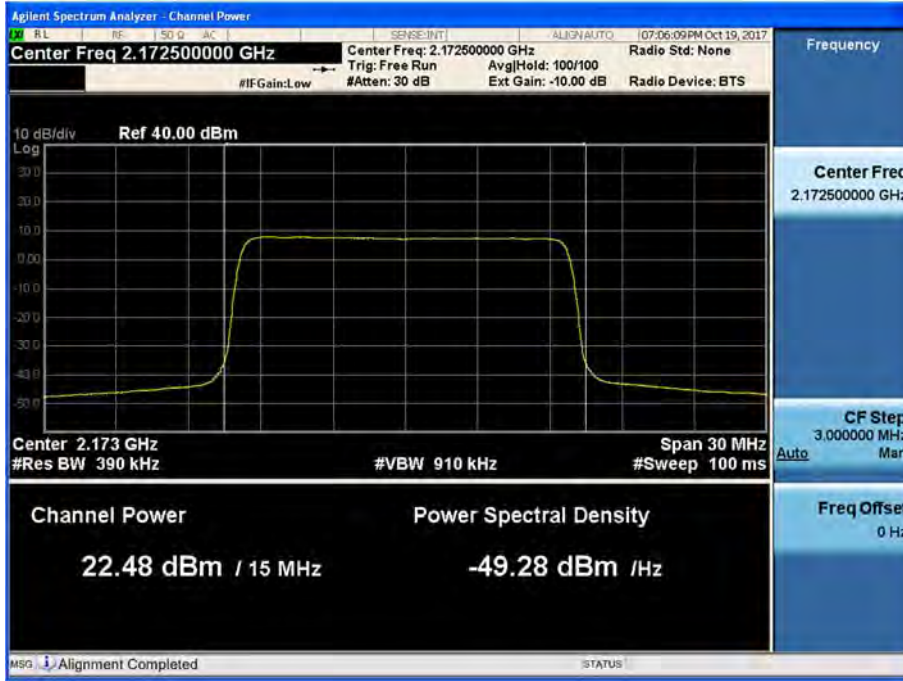 Agilent Spectrum Analyzer - Channel Power
RL RF 50 Ω AC SENSE:INT ALIGN AUTO 07:06:09 PM Oct 19, 2017
Center Freq 2.172500000 GHz
Center Freq: 2.172500000 GHz Radio Std: None
Trig: Free Run Avg|Hold: 100/100
#IFGain:Low #Atten: 30 dB Ext Gain: -10.00 dB Radio Device: BTS
Frequency
10 dB/div Ref 40.00 dBm
Log
30.0
20.0
10.0
0.00
-10.0
-20.0
-30.0
-40.0
-50.0
Center 2.173 GHz Span 30 MHz
#Res BW 390 kHz #VBW 910 kHz #Sweep 100 ms
Center Freq
2.172500000 GHz
CF Step
3.000000 MHz
Auto Man
Freq Offset
0 Hz
Channel Power Power Spectral Density
22.48 dBm / 15 MHz -49.28 dBm /Hz
MSG Alignment Completed STATUS